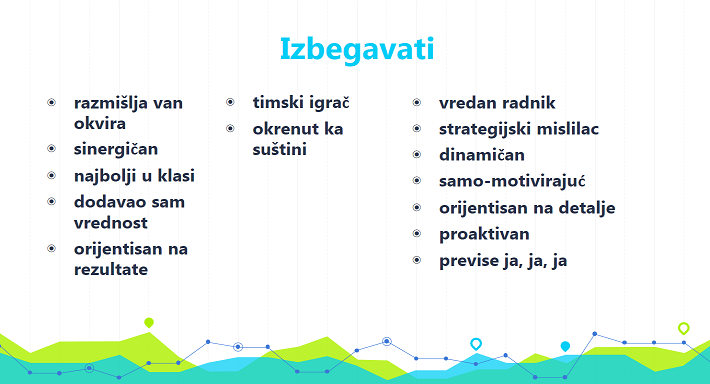 Izbegavati
razmišlja van
okvira
sinergičan
najbolji u klasi
dodavao sam
vrednost
orijentisan na
rezultate
timski igrač
okrenut ka
suštini
vredan radnik
strategijski mislilac
dinamičan
samo-motivirajuć
orijentisan na detalje
proaktivan
previse ja, ja, ja